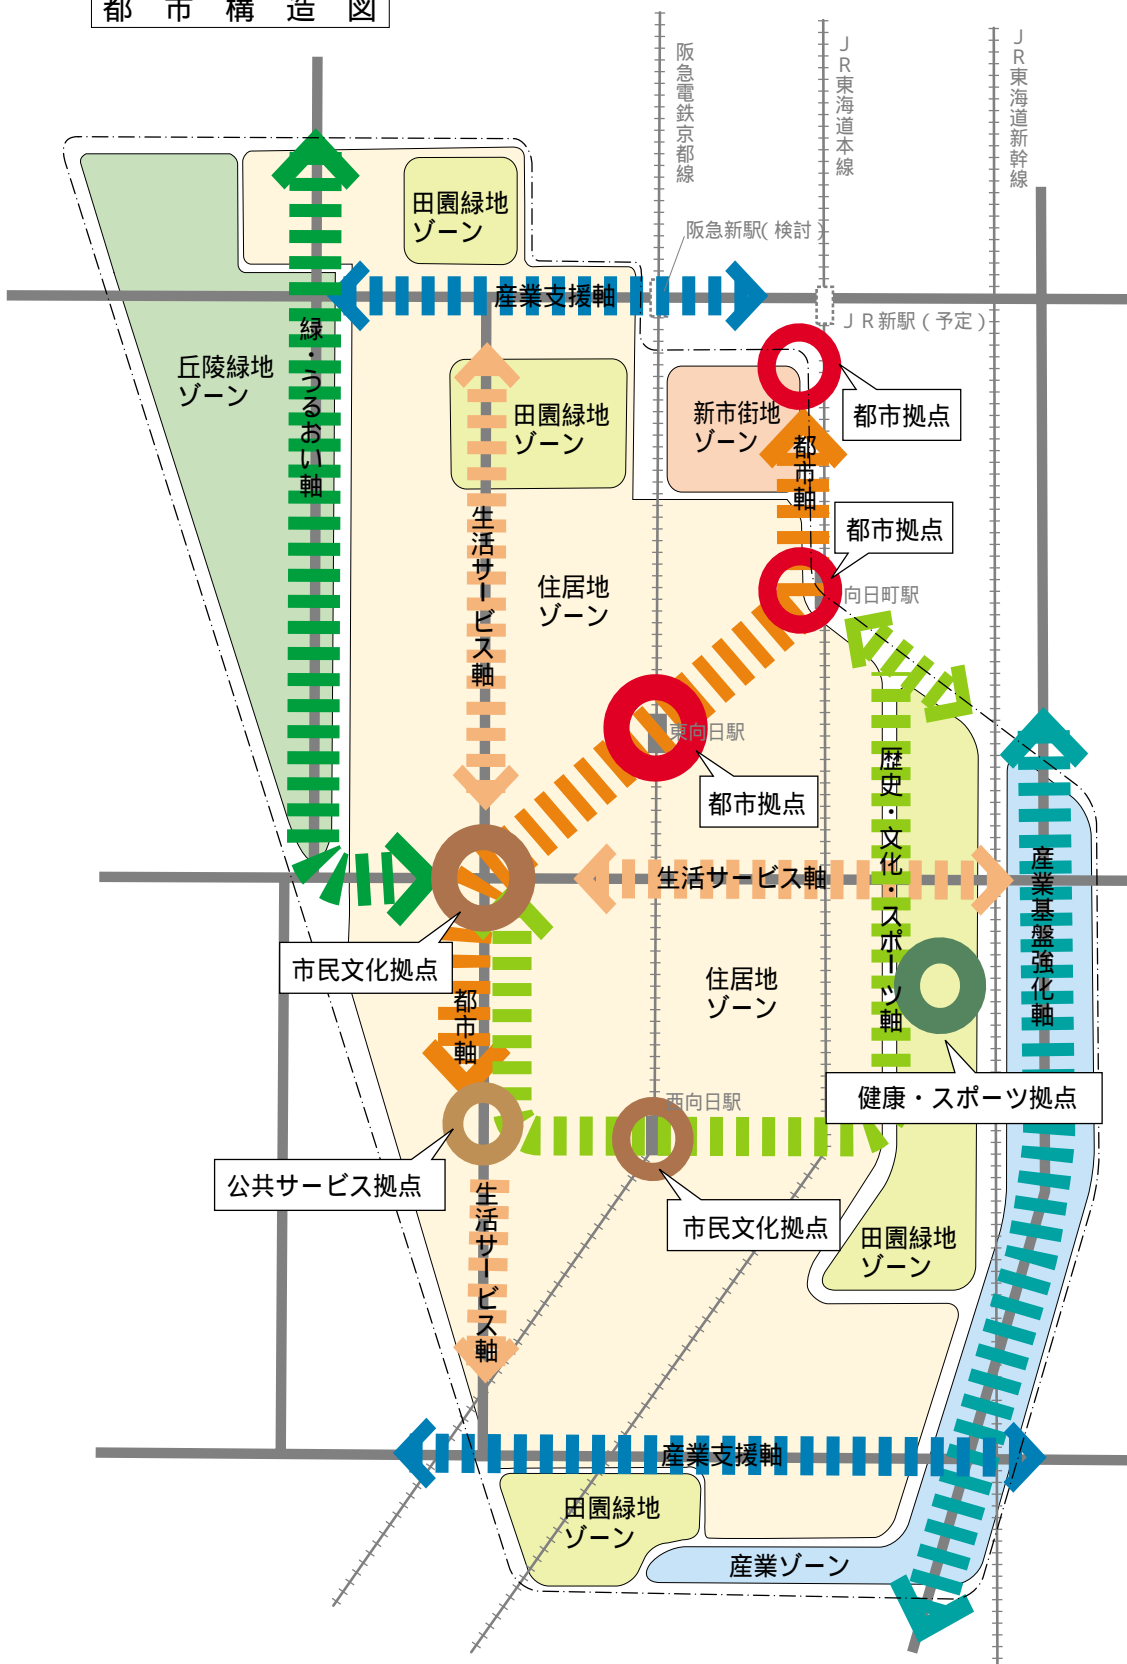 都市構造図
阪急電鉄京都線
ＪＲ東海道本線
ＪＲ東海道新幹線
田園緑地
ゾーン
阪急新駅（検討）
産業支援軸
ＪＲ新駅（予定）
緑・うるおい軸
丘陵緑地
ゾーン
田園緑地
ゾーン
新市街地
ゾーン
都市拠点
都市軸
生活サービス軸
都市拠点
住居地
ゾーン
向日町駅
東向日駅
都市拠点
歴史・文化・スポーツ軸
生活サービス軸
産業基盤強化軸
市民文化拠点
都市軸
住居地
ゾーン
健康・スポーツ拠点
西向日駅
公共サービス拠点
生活サービス軸
市民文化拠点
田園緑地
ゾーン
産業支援軸
田園緑地
ゾーン
産業ゾーン